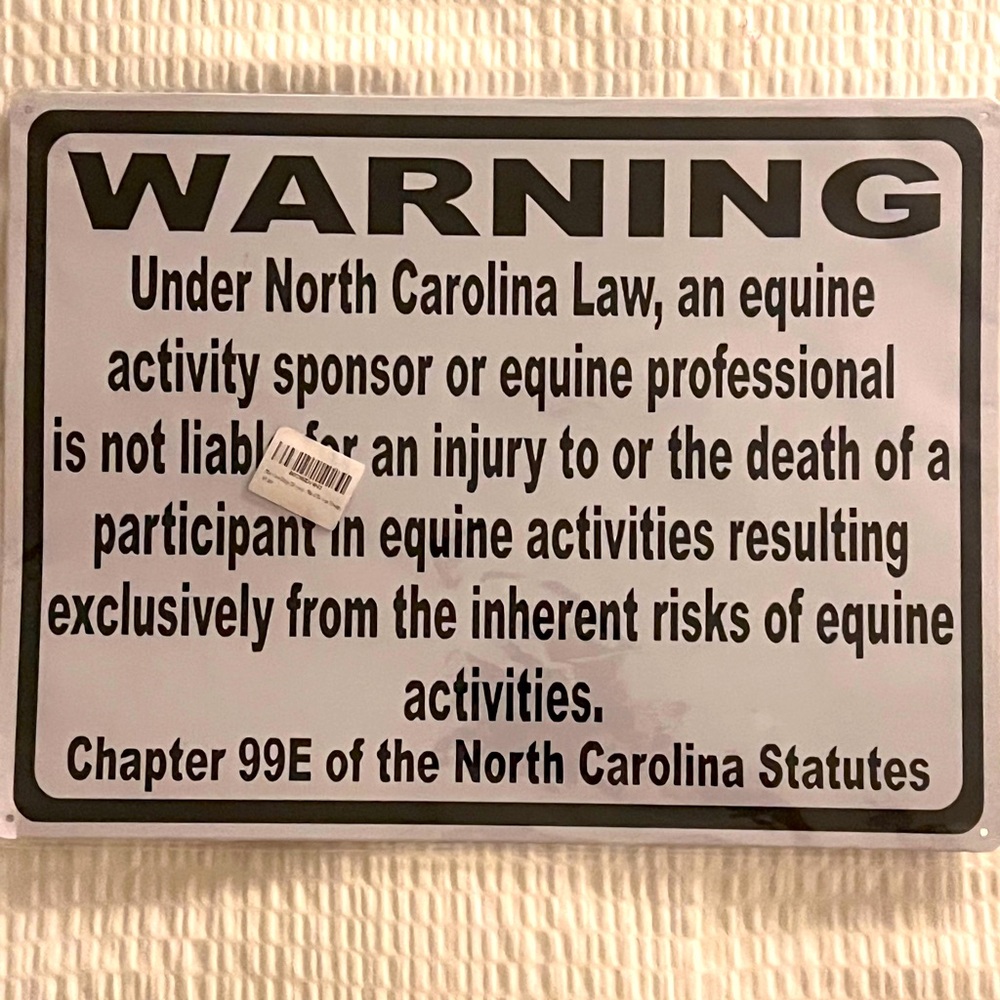 WARNING
Under North Carolina Law, an equine
activity sponsor or equine professional
is not liable for an injury to or the death of a
participant in equine activities resulting
exclusively from the inherent risks of equine
activities.
Chapter 99E of the North Carolina Statutes